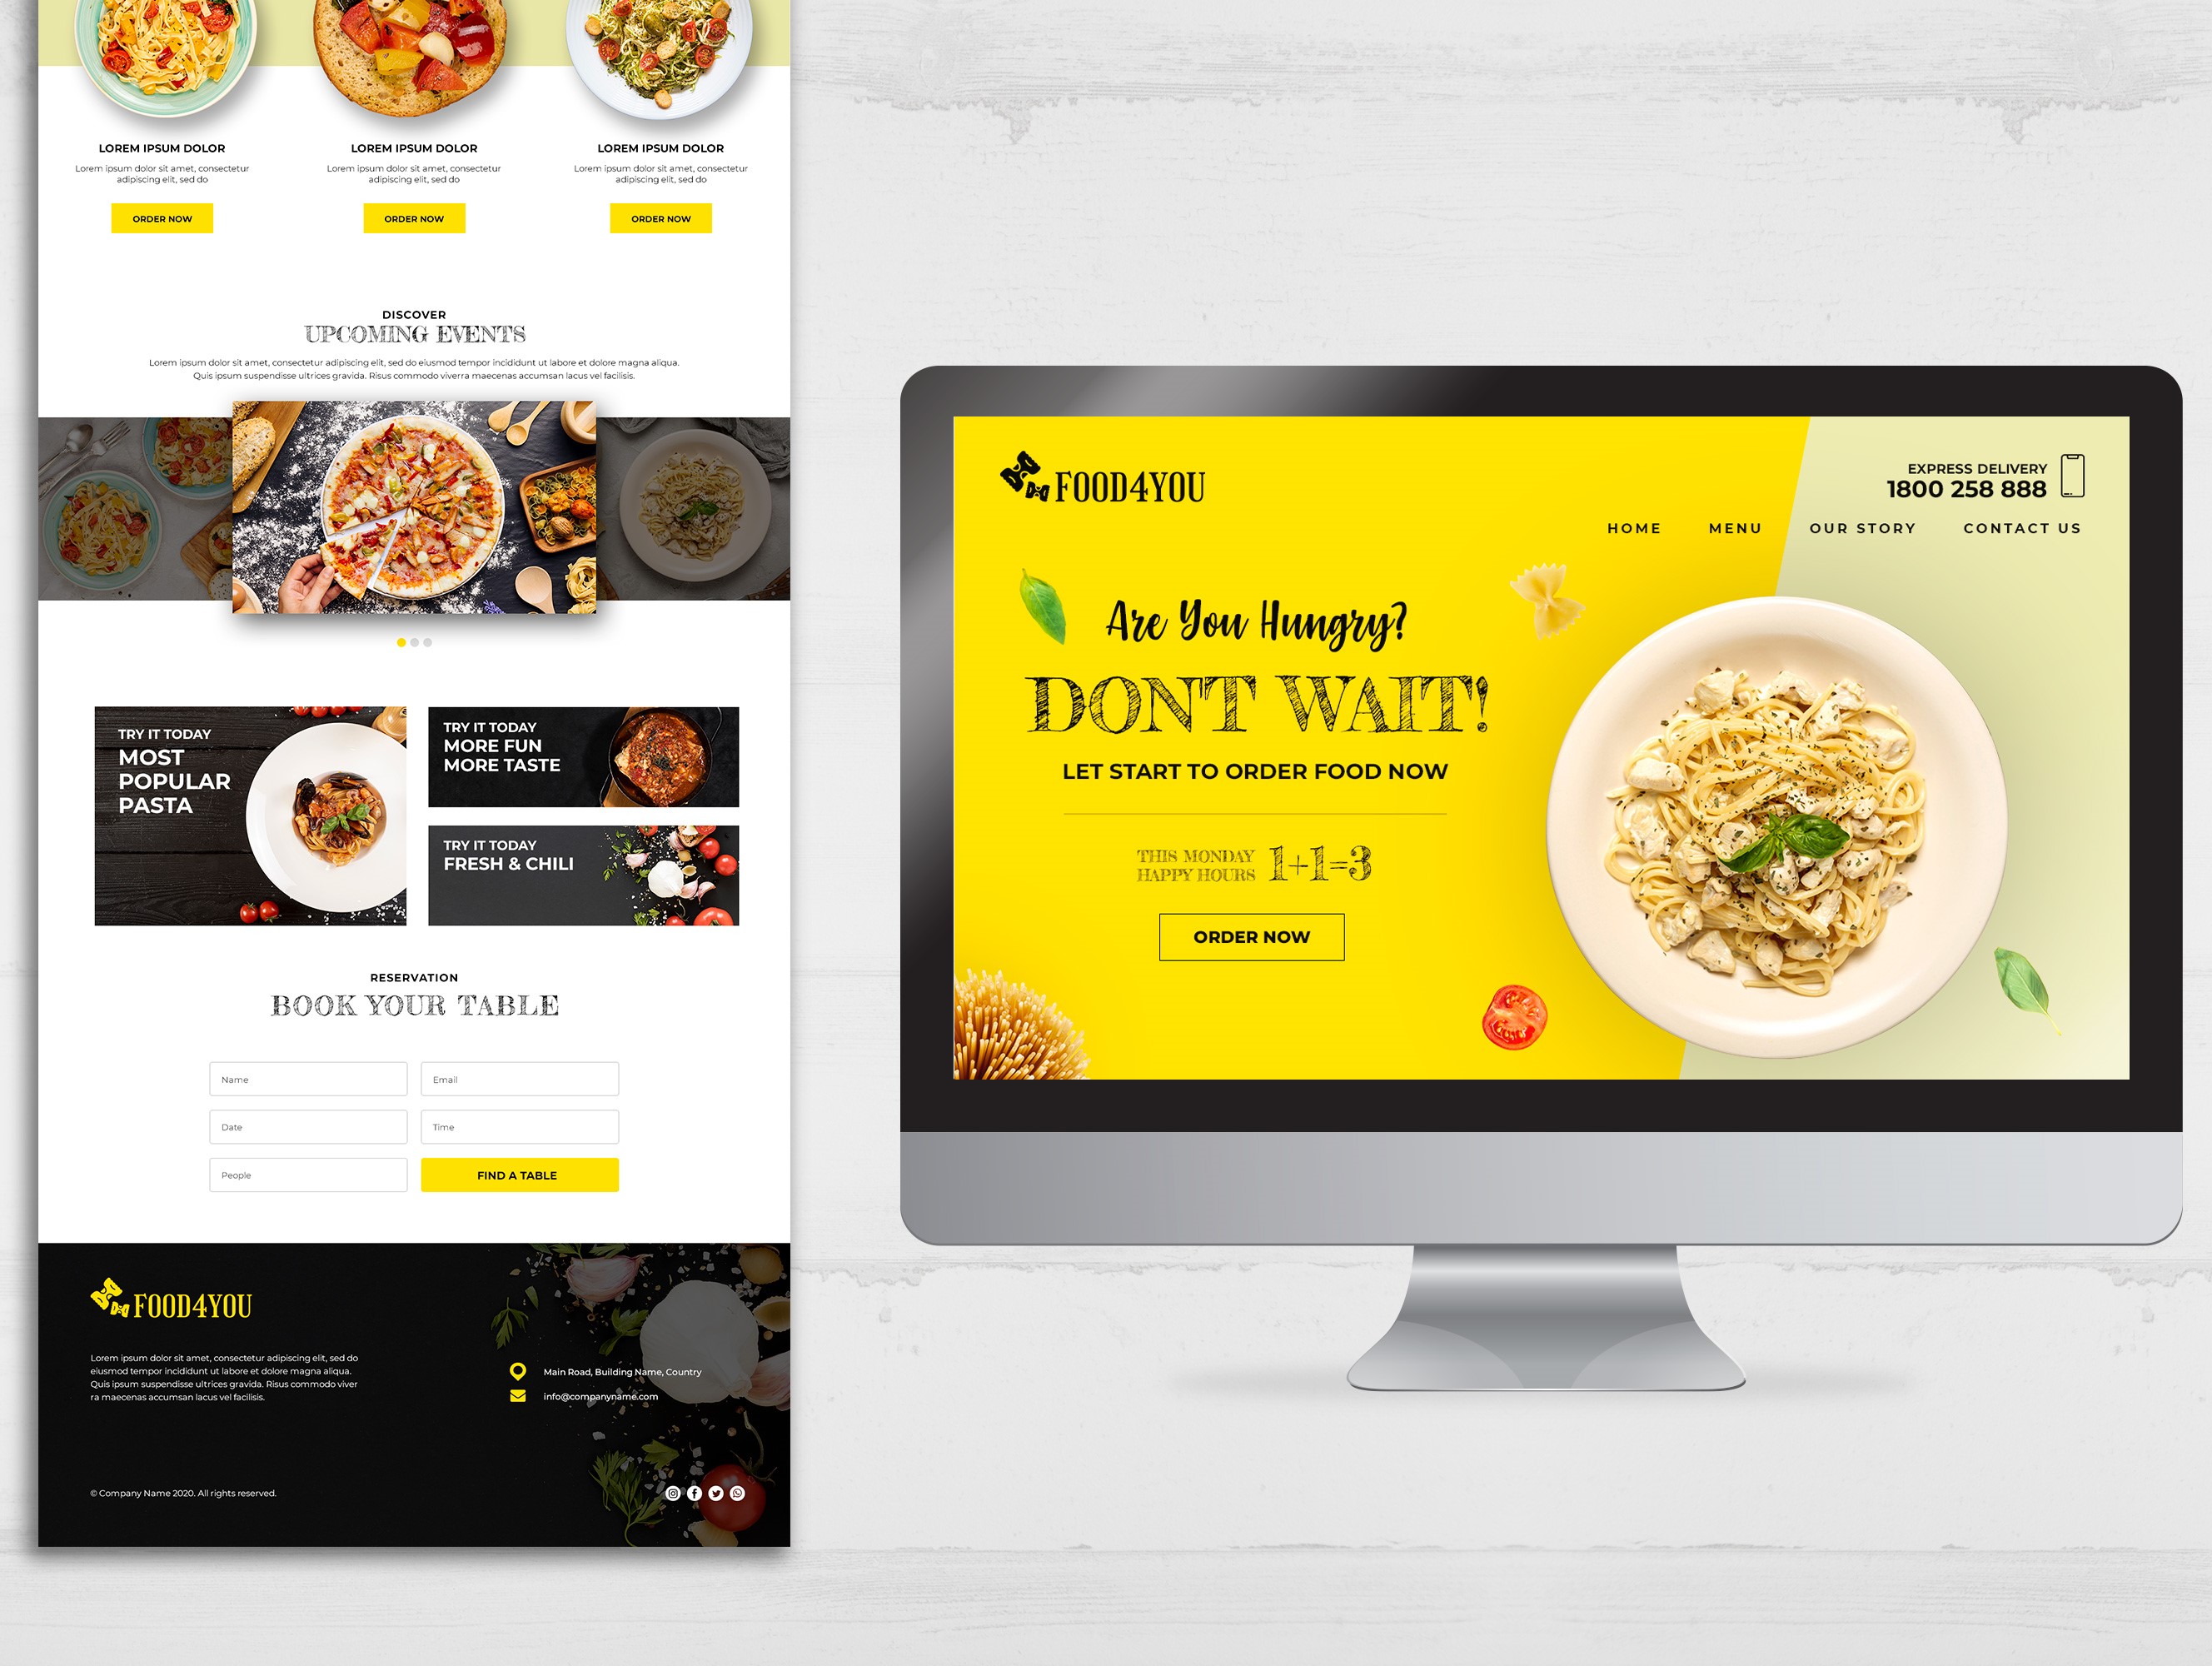 LOREM IPSUM DOLOR
Lorem ipsum dolor sit amet, consectetur
adipiscing elit, sed do
ORDER NOW
LOREM IPSUM DOLOR
Lorem ipsum dolor sit amet, consectetur
adipiscing elit, sed do
ORDER NOW
LOREM IPSUM DOLOR
Lorem ipsum dolor sit amet, consectetur
adipiscing elit, sed do
ORDER NOW
DISCOVER
UPCOMING EVENTS
Lorem ipsum dolor sit amet, consectetur adipiscing elit, sed do eiusmod tempor incididunt ut labore et dolore magna aliqua.
Quis ipsum suspendisse ultrices gravida. Risus commodo viverra maecenas accumsan lacus vel facilisis.
TRY IT TODAY
MOST
POPULAR
PASTA
TRY IT TODAY
MORE FUN
MORE TASTE
TRY IT TODAY
FRESH & CHILI
RESERVATION
BOOK YOUR TABLE
Name
Email
Date
Time
People
FIND A TABLE
FOOD4YOU
Lorem ipsum dolor sit amet, consectetur adipiscing elit, sed do
eiusmod tempor incididunt ut labore et dolore magna aliqua.
Quis ipsum suspendisse ultrices gravida. Risus commodo viver
ra maecenas accumsan lacus vel facilisis.
Main Road, Building Name, Country
info@companyname.com
© Company Name 2020. All rights reserved.
FOOD4YOU
EXPRESS DELIVERY
1800 258 888
HOME MENU OUR STORY CONTACT US
Are You Hungry?
DON'T WAIT!
LET START TO ORDER FOOD NOW
THIS MONDAY
HAPPY HOURS
1+1=3
ORDER NOW